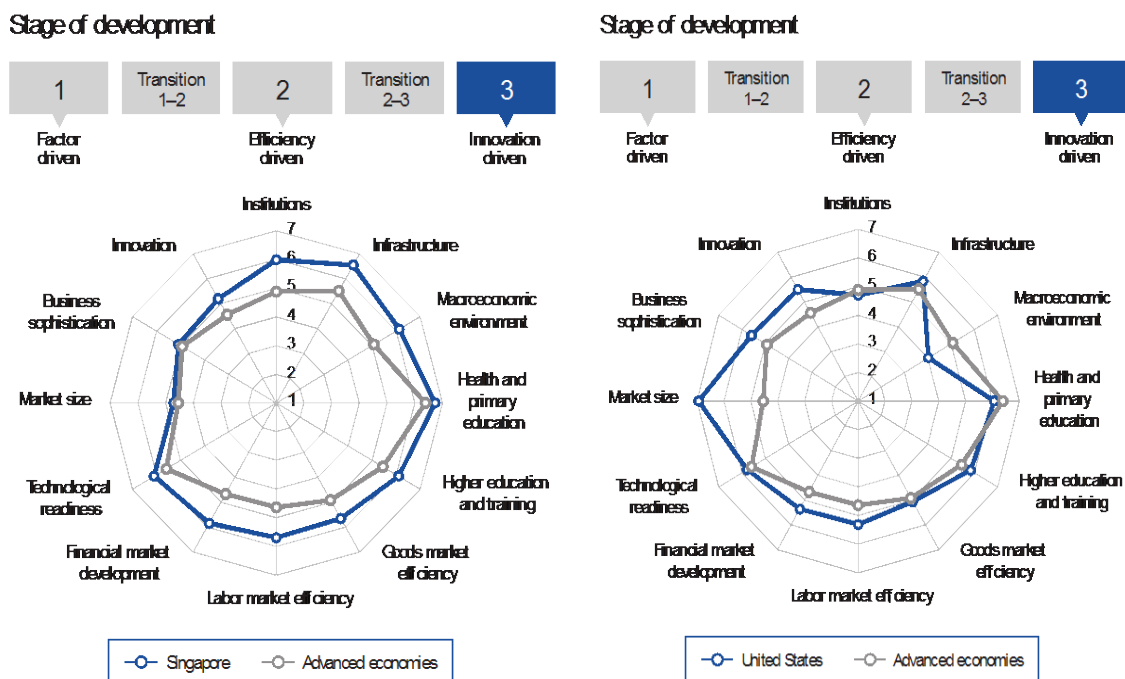 Stage of development
1
Transition
1–2
2
Transition
2–3
3
Factor
driven
Efficiency
driven
Innovation
driven
Institutions
Infrastructure
Macroeconomic
environment
Health and
primary
education
Higher education
and training
Goods market
efficiency
Labor market efficiency
Financial market
development
Technological
readiness
Market size
Business
sophistication
Innovation
7
6
5
4
3
2
1
Singapore
Advanced economies
Stage of development
1
Transition
1–2
2
Transition
2–3
3
Factor
driven
Efficiency
driven
Innovation
driven
Institutions
Infrastructure
Macroeconomic
environment
Health and
primary
education
Higher education
and training
Goods market
efficiency
Labor market efficiency
Financial market
development
Technological
readiness
Market size
Business
sophistication
Innovation
7
6
5
4
3
2
1
United States
Advanced economies